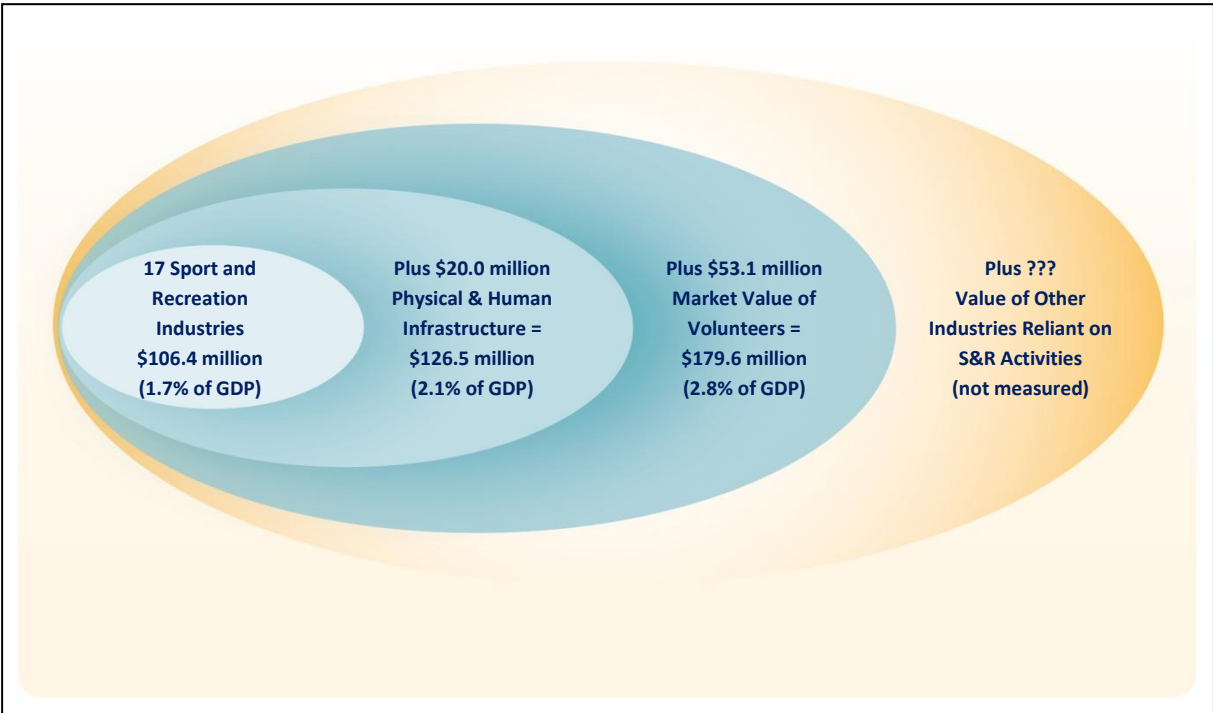 17 Sport and
Recreation
Industries
$106.4 million
(1.7% of GDP)
Plus $20.0 million
Physical & Human
Infrastructure =
$126.5 million
(2.1% of GDP)
Plus $53.1 million
Market Value of
Volunteers =
$179.6 million
(2.8% of GDP)
Plus ???
Value of Other
Industries Reliant on
S&R Activities
(not measured)